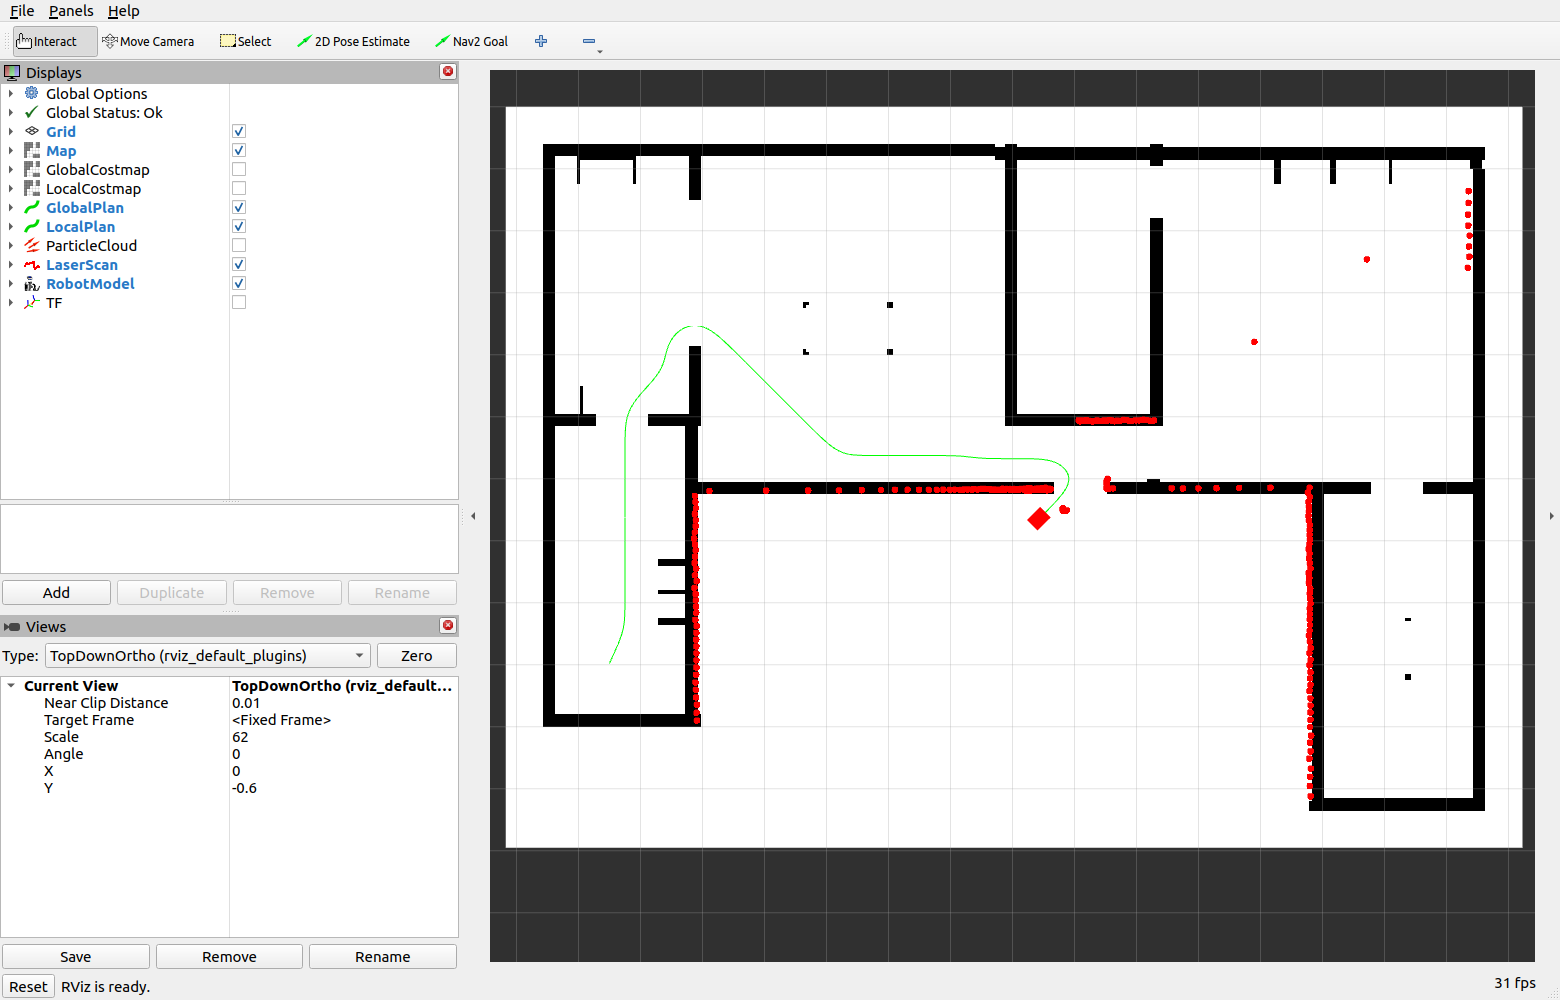 File Panels Help
Interact Move Camera Select 2D Pose Estimate Nav2 Goal
Displays
Global Options
Global Status: Ok
Grid
Map
GlobalCostmap
LocalCostmap
GlobalPlan
LocalPlan
ParticleCloud
LaserScan
RobotModel
TF
Add Duplicate Remove Rename
Views
Type: TopDownOrtho (rviz_default_plugins) Zero
Current View TopDownOrtho (rviz_default...
Near Clip Distance 0.01
Target Frame <Fixed Frame>
Scale 62
Angle 0
X 0
Y -0.6
Save Remove Rename
Reset RViz is ready. 31 fps